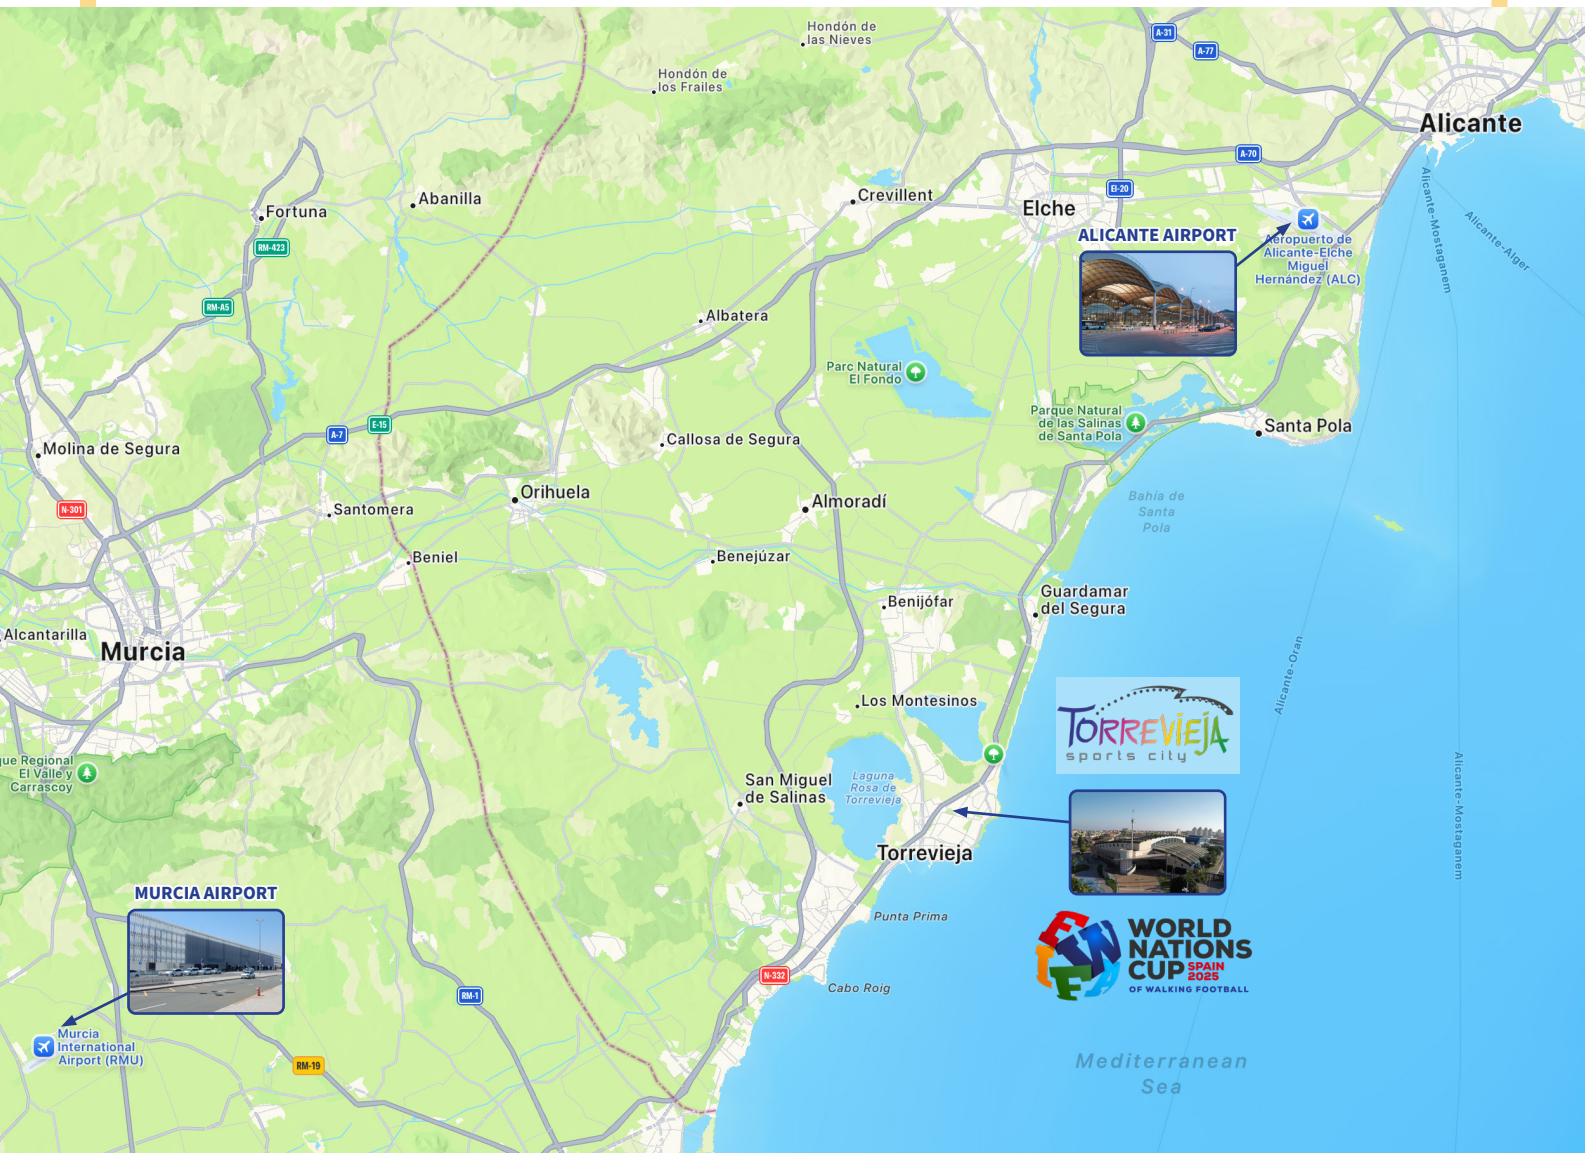 Hondón de
las Nieves
A-31
A-77
Hondón de
los Frailes
Alicante
A-70
EI-20
Abanilla
Crevillent
Elche
Fortuna
RM-423
ALICANTE AIRPORT
Aeropuerto de
Alicante-Elche
Miguel
Hernández (ALC)
Alicante-Mostaganem
Alicante-Alger
RM-A5
Albatera
Parc Natural
El Fondo
Parque Natural
de las Salinas
de Santa Pola
Santa Pola
E-15
A-7
Callosa de Segura
Molina de Segura
Orihuela
Almoradí
Bahía de
Santa
Pola
N-301
Santomera
Beniel
Benejúzar
Benijófar
Guardamar
del Segura
Alcantarilla
Murcia
Alicante-Oran
Los Montesinos
TORREVIEJA
sports city
que Regional
El Valle y
Carrascoy
San Miguel
de Salinas
Laguna
Rosa de
Torrevieja
Alicante-Mostaganem
Torrevieja
MURCIA AIRPORT
Punta Prima
WORLD
NATIONS
CUP SPAIN
2025
OF WALKING FOOTBALL
N-332
Cabo Roig
RM-1
Murcia
International
Airport (RMU)
RM-19
Mediterranean
Sea